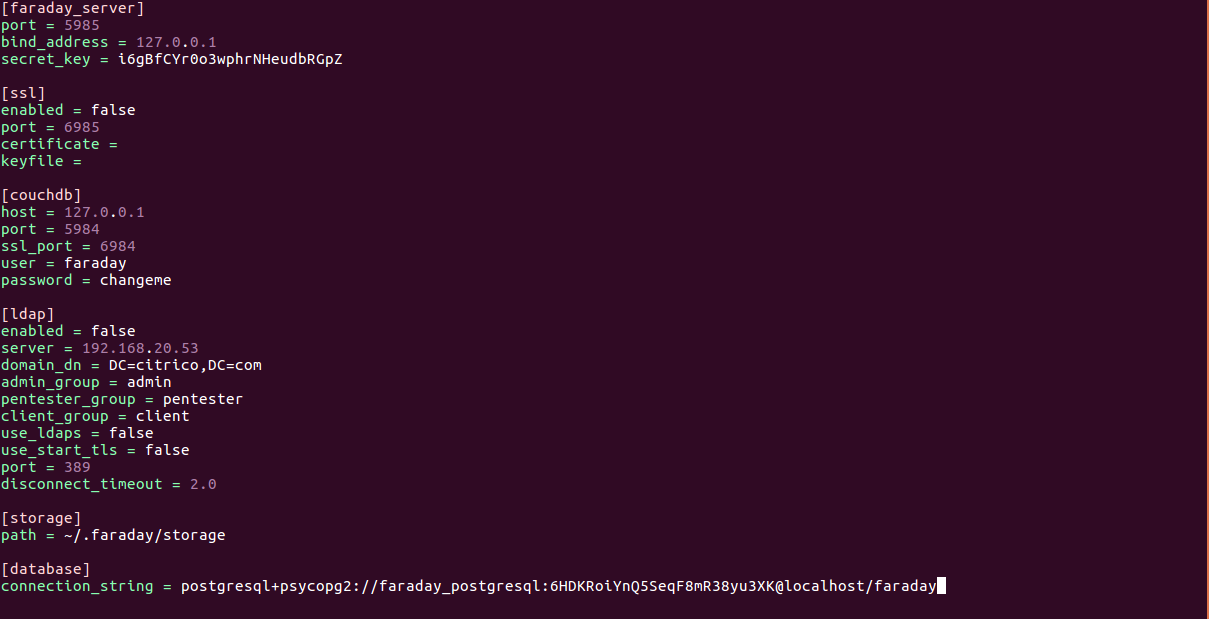 [faraday_server]
port = 5985
bind_address = 127.0.0.1
secret_key = i6gBfCYr0o3wphrNHeudbRGpZ

[ssl]
enabled = false
port = 6985
certificate =
keyfile =

[couchdb]
host = 127.0.0.1
port = 5984
ssl_port = 6984
user = faraday
password = changeme

[ldap]
enabled = false
server = 192.168.20.53
domain_dn = DC=citrico,DC=com
admin_group = admin
pentester_group = pentester
client_group = client
use_ldaps = false
use_start_tls = false
port = 389
disconnect_timeout = 2.0

[storage]
path = ~/.faraday/storage

[database]
connection_string = postgresql+psycopg2://faraday_postgresql:6HDKRoiYnQ5SeqF8mR38yu3XK@localhost/faraday